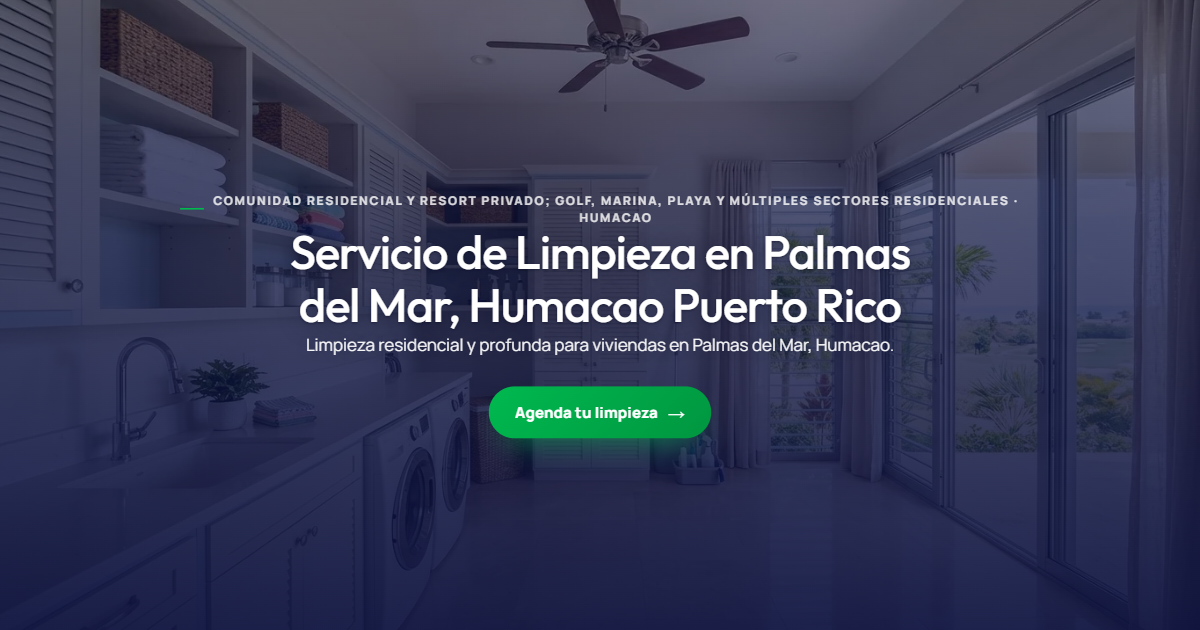 COMUNIDAD RESIDENCIAL Y RESORT PRIVADO; GOLF, MARINA, PLAYA Y MÚLTIPLES SECTORES RESIDENCIALES ·
HUMACAO
Servicio de Limpieza en Palmas
del Mar, Humacao Puerto Rico
Limpieza residencial y profunda para viviendas en Palmas del Mar, Humacao.
Agenda tu limpieza →